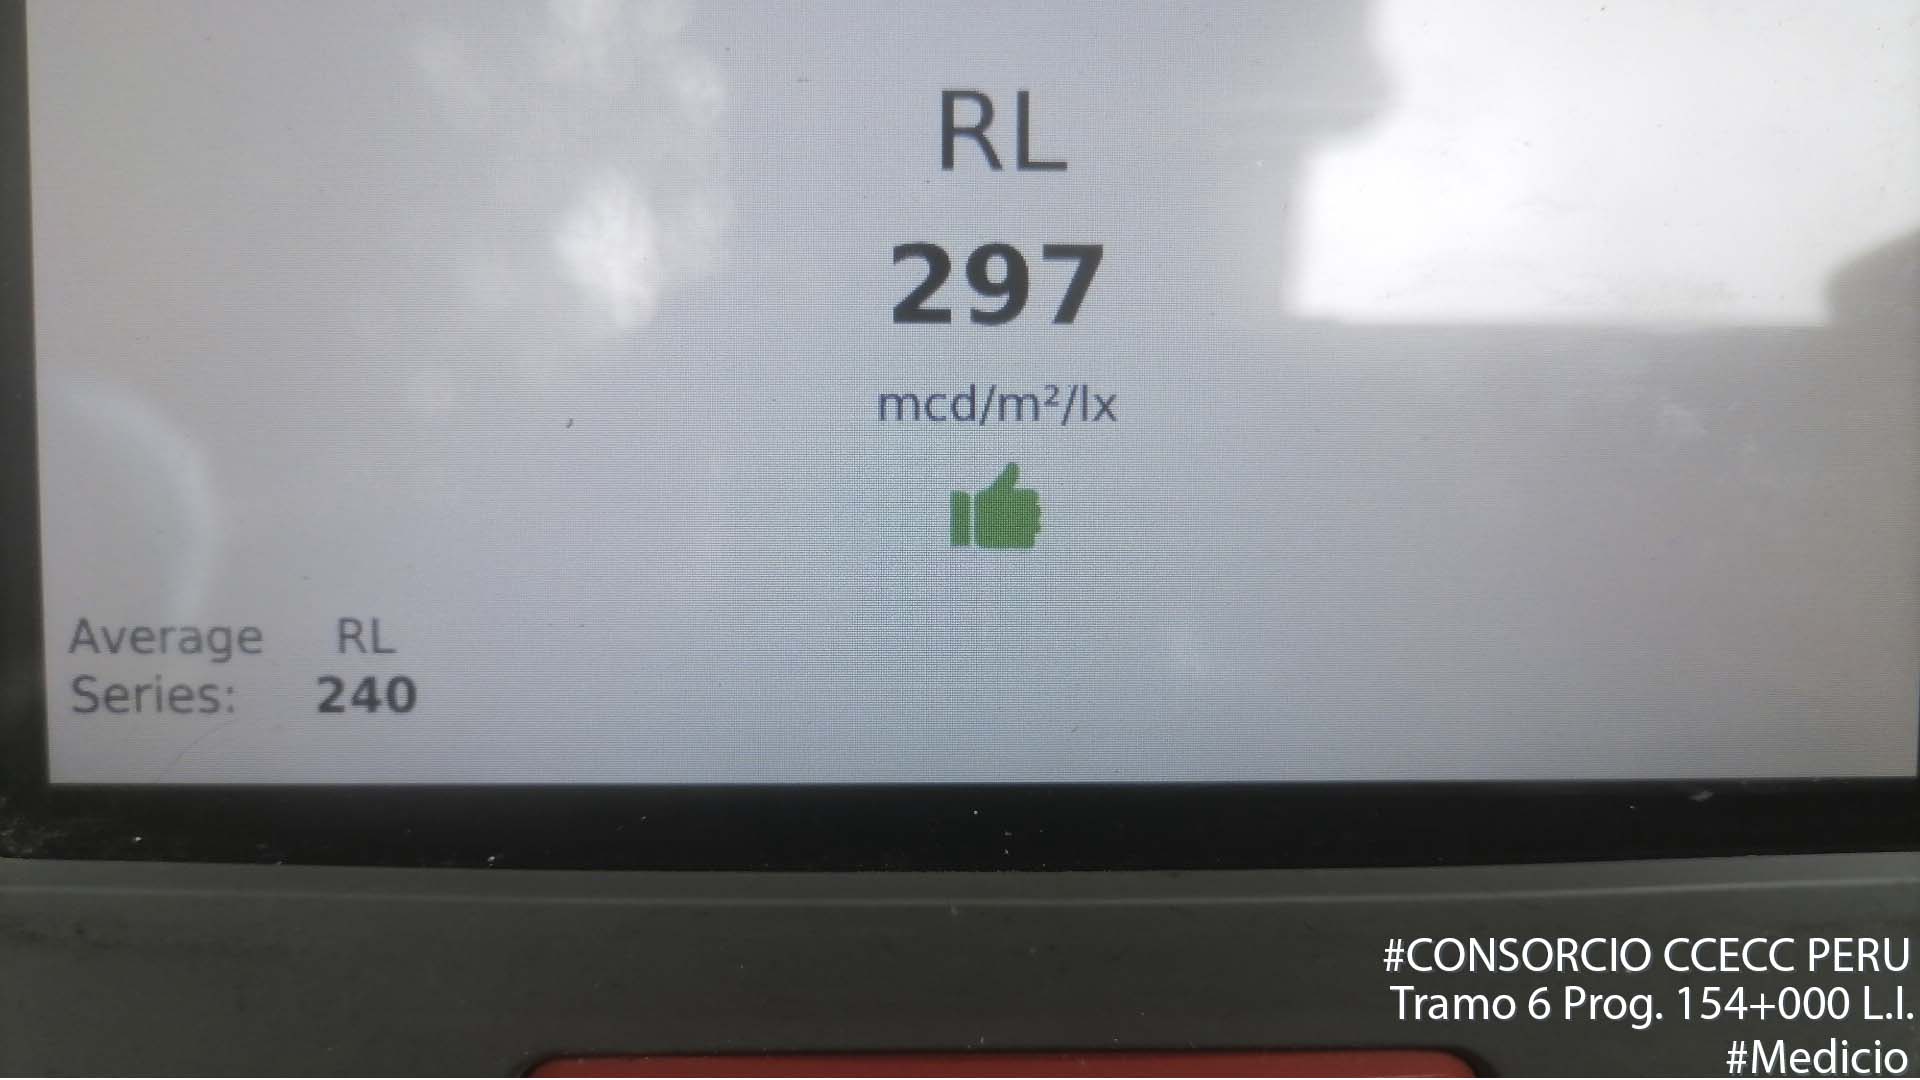 RL
297
mcd/m²/lx
Average RL
Series: 240
#CONSORCIO CCECC PERU
Tramo 6 Prog. 154+000 L.I.
#Medicio